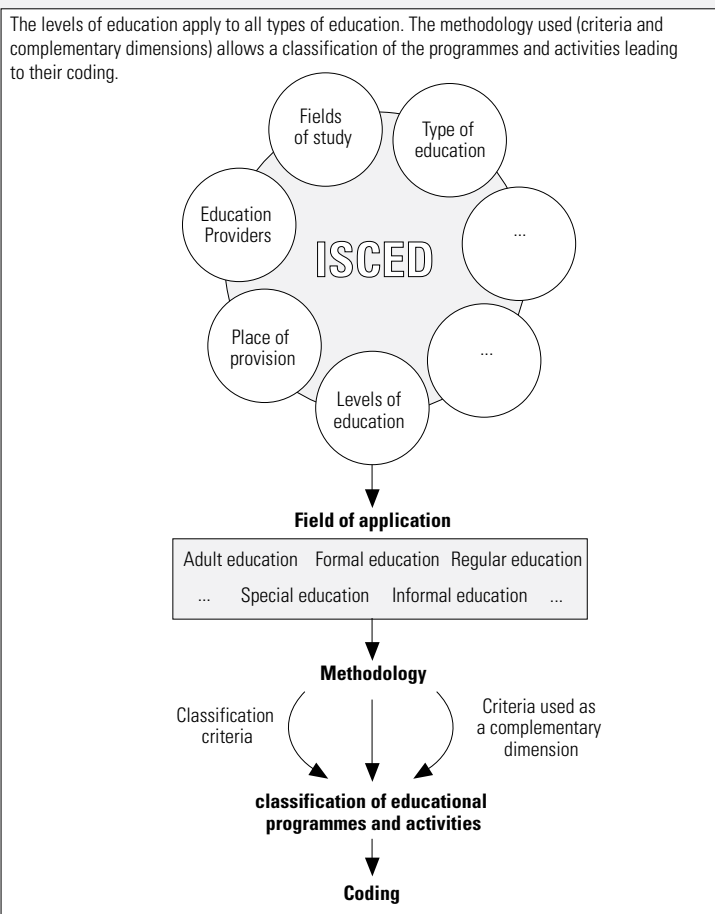 The levels of education apply to all types of education. The methodology used (criteria and
complementary dimensions) allows a classification of the programmes and activities leading
to their coding.
Fields
of study
Type of
education
Education
Providers
...
ISCED
Place of
provision
...
Levels of
education
Field of application
Adult education Formal education Regular education
... Special education Informal education ...
Methodology
Classification
criteria
Criteria used as
a complementary
dimension
classification of educational
programmes and activities
Coding